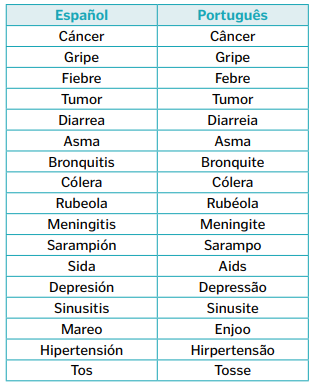 Español Português
Cáncer Câncer
Gripe Gripe
Fiebre Febre
Tumor Tumor
Diarrea Diarreia
Asma Asma
Bronquitis Bronquite
Cólera Cólera
Rubeola Rubéola
Meningitis Meningite
Sarampión Sarampo
Sida Aids
Depresión Depressão
Sinusitis Sinusite
Mareo Enjoo
Hipertensión Hirpertensão
Tos Tosse